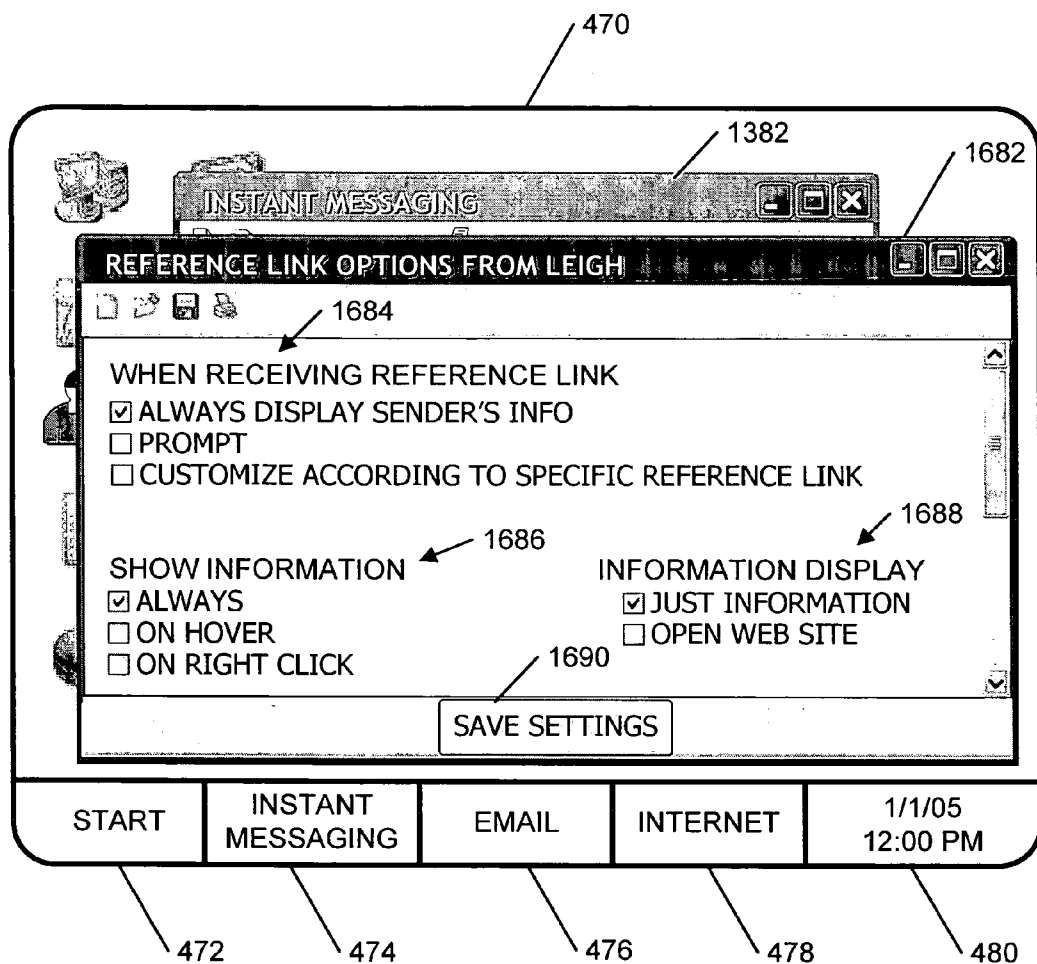 470
1382
1682
INSTANT MESSAGING
REFERENCE LINK OPTIONS FROM LEIGH
1684
WHEN RECEIVING REFERENCE LINK
☑ ALWAYS DISPLAY SENDER'S INFO
☐ PROMPT
☐ CUSTOMIZE ACCORDING TO SPECIFIC REFERENCE LINK
1686
1688
SHOW INFORMATION
☑ ALWAYS
☐ ON HOVER
☐ ON RIGHT CLICK
INFORMATION DISPLAY
☑ JUST INFORMATION
☐ OPEN WEB SITE
1690
SAVE SETTINGS
START
INSTANT
MESSAGING
EMAIL
INTERNET
1/1/05
12:00 PM
472
474
476
478
480